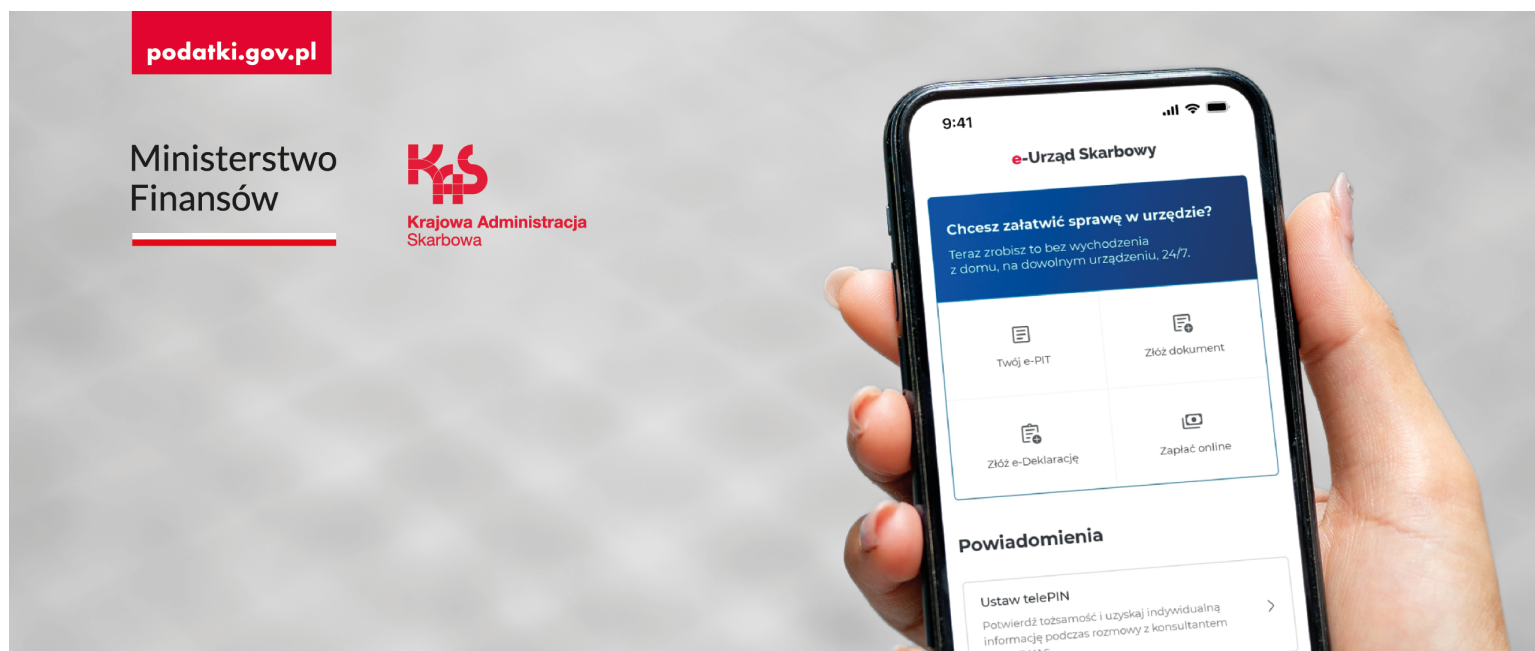 podatki.gov.pl
Ministerstwo
Finansów
KAS
Krajowa Administracja
Skarbowa
9:41
e-Urząd Skarbowy
Chcesz załatwić sprawę w urzędzie?
Teraz zrobisz to bez wychodzenia
z domu, na dowolnym urządzeniu, 24/7.
Twój e-PIT
Złóż dokument
Złóż e-Deklarację
Zapłać online
Powiadomienia
Ustaw telePIN
Potwierdź tożsamość i uzyskaj indywidualną
informację podczas rozmowy z konsultantem